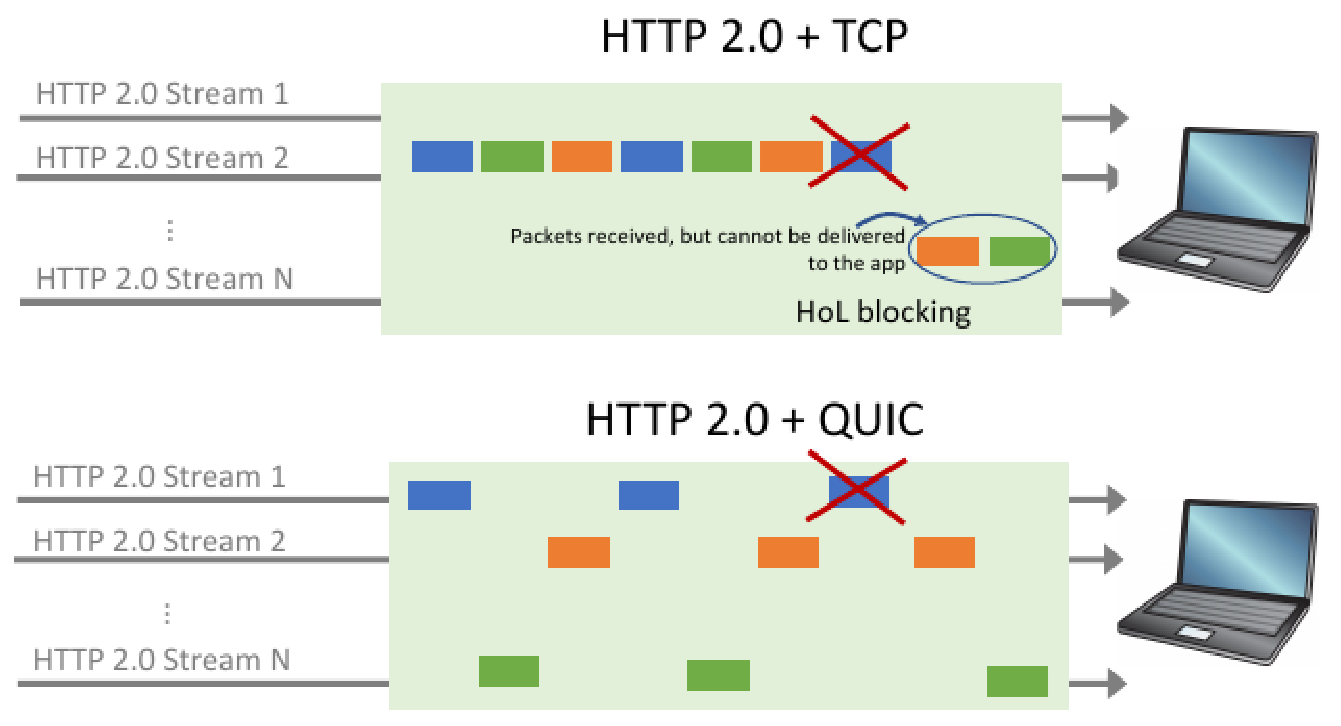 HTTP 2.0 + TCP
HTTP 2.0 Stream 1
HTTP 2.0 Stream 2
⋮
HTTP 2.0 Stream N
Packets received, but cannot be delivered
to the app
HoL blocking
HTTP 2.0 + QUIC
HTTP 2.0 Stream 1
HTTP 2.0 Stream 2
⋮
HTTP 2.0 Stream N